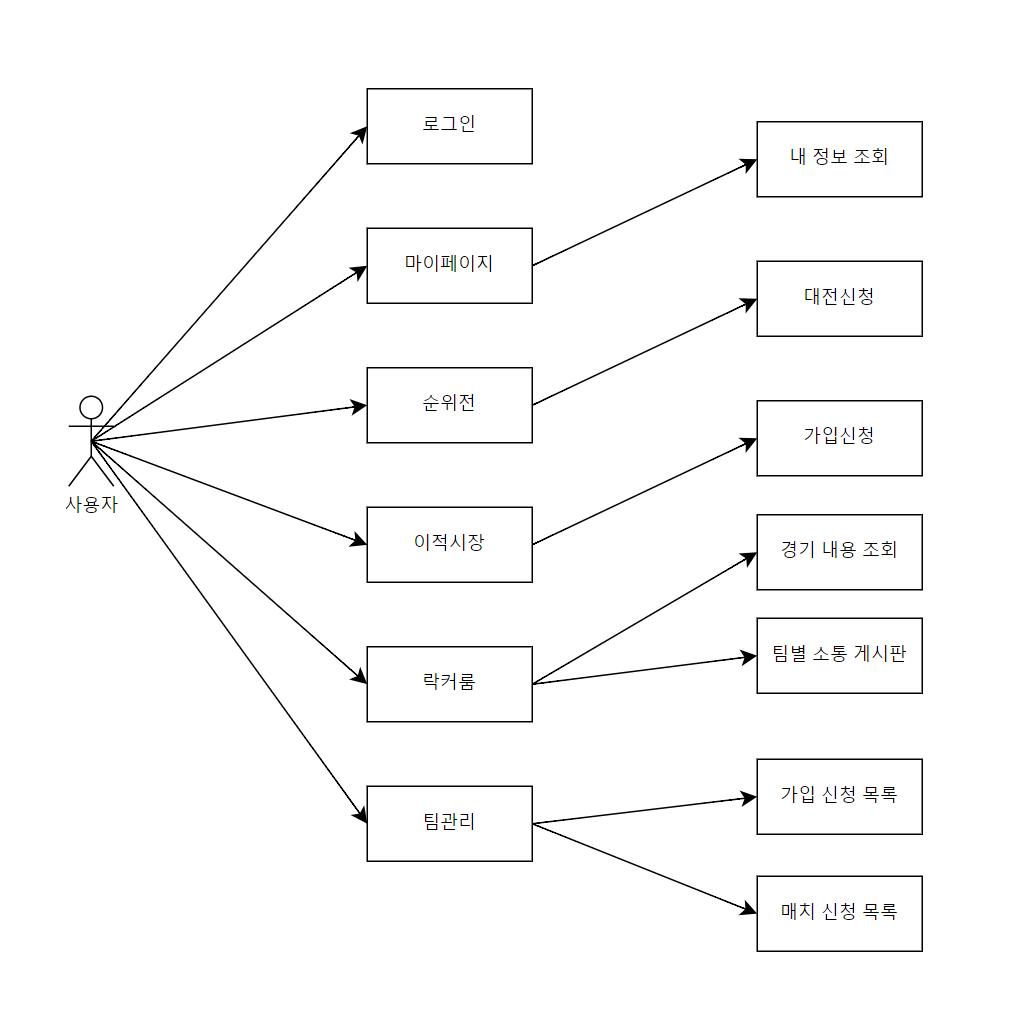 로그인
내 정보 조회
마이페이지
대전신청
순위전
가입신청
사용자
이적시장
경기 내용 조회
팀별 소통 게시판
락커룸
가입 신청 목록
팀관리
매치 신청 목록